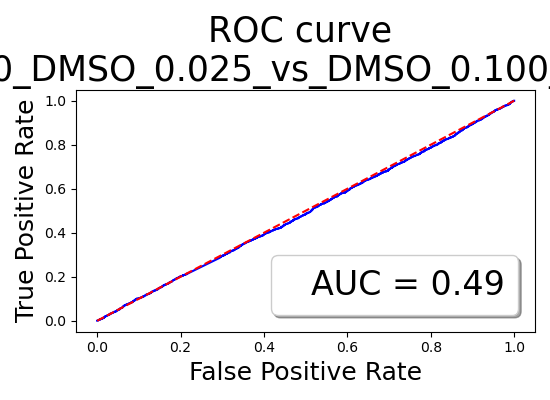 ROC curve
0_DMSO_0.025_vs_DMSO_0.100_
True Positive Rate
1.0
0.8
0.6
0.4
0.2
0.0
AUC = 0.49
0.0 0.2 0.4 0.6 0.8 1.0
False Positive Rate